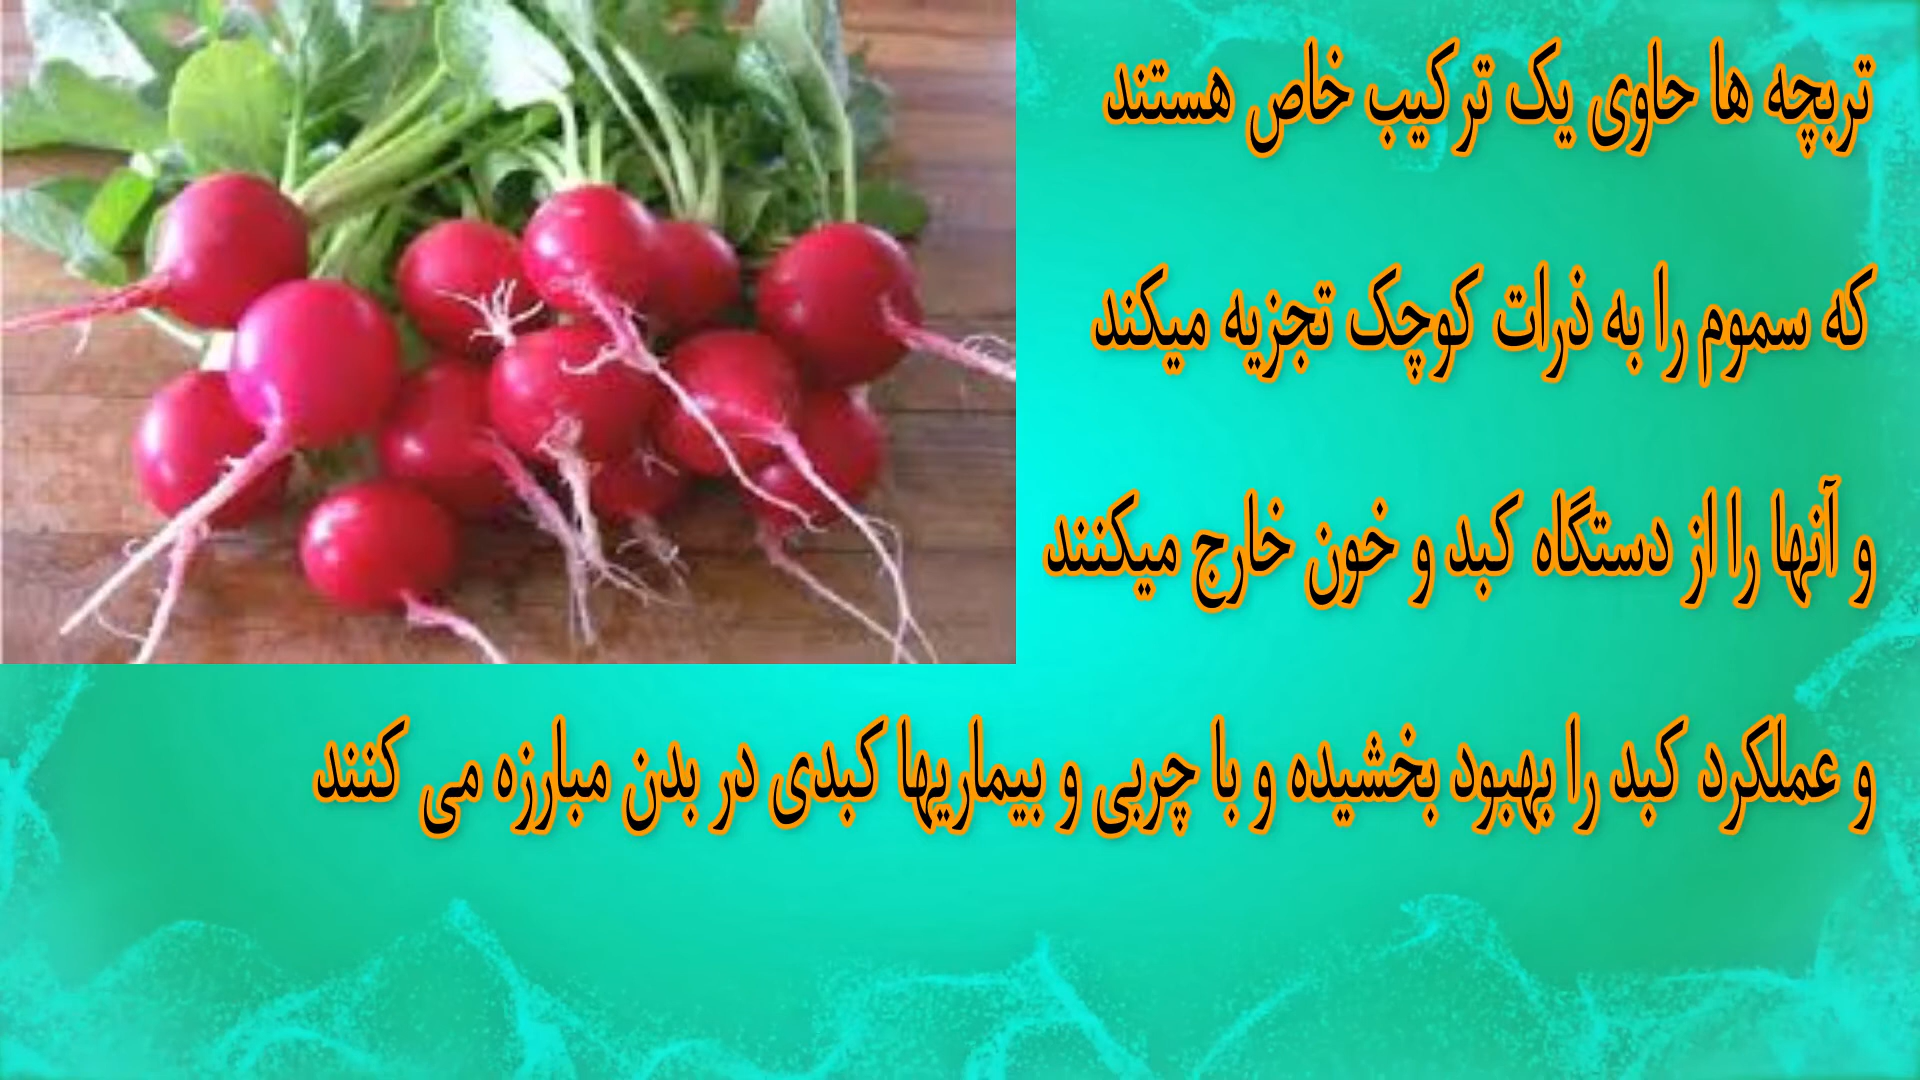 تربچه ها حاوی یک ترکیب خاص هستند
که سموم را به ذرات کوچک تجزیه میکند
و آنها را از دستگاه کبد و خون خارج میکنند
و عملکرد کبد را بهبود بخشیده و با چربی و بیماریها کبدی در بدن مبارزه می کنند